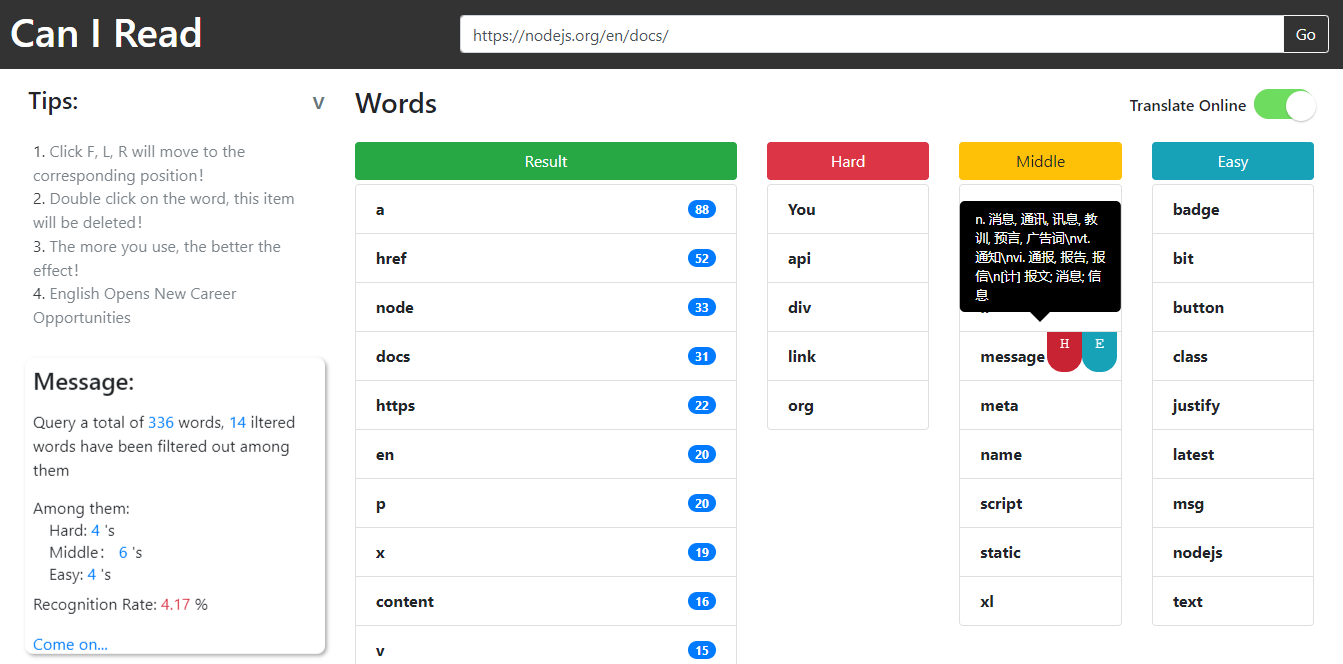 Can I Read
https://nodejs.org/en/docs/
Go
Tips:
V
1. Click F, L, R will move to the
corresponding position!
2. Double click on the word, this item
will be deleted!
3. The more you use, the better the
effect!
4. English Opens New Career
Opportunities
Message:
Query a total of 336 words, 14 iltered
words have been filtered out among
them
Among them:
Hard: 4 's
Middle: 6 's
Easy: 4 's
Recognition Rate: 4.17 %
Come on...
Words
Translate Online
Result
a 88
href 52
node 33
docs 31
https 22
en 20
p 20
x 19
content 16
v 15
Hard
You
api
div
link
org
Middle
n. 消息, 通讯, 讯息, 教
训, 预言, 广告词\nvt.
通知\nvi. 通报, 报告, 报
信\n[计] 报文; 消息; 信
息
message H E
meta
name
script
static
xl
Easy
badge
bit
button
class
justify
latest
msg
nodejs
text